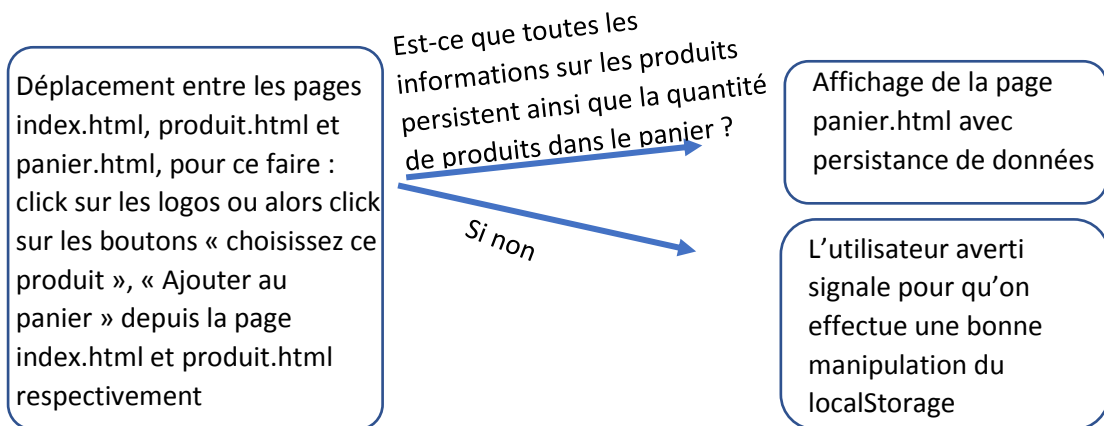 Déplacement entre les pages
index.html, produit.html et
panier.html, pour ce faire :
click sur les logos ou alors click
sur les boutons « choisissez ce
produit », « Ajouter au
panier » depuis la page
index.html et produit.html
respectivement
Est-ce que toutes les
informations sur les produits
persistent ainsi que la quantité
de produits dans le panier ?
Si non
Affichage de la page
panier.html avec
persistance de données
L’utilisateur averti
signale pour qu’on
effectue une bonne
manipulation du
localStorage